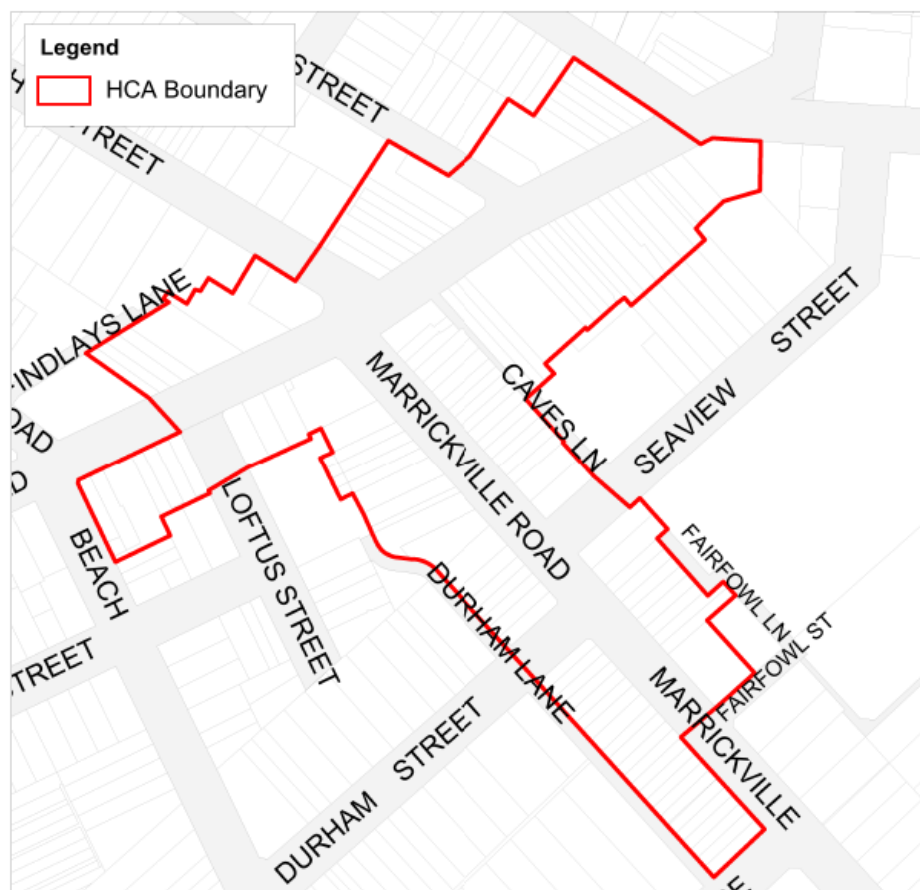 Legend
HCA Boundary
STREET
STREET
FINDLAYS LANE
ROAD
MARRICKVILLE ROAD
CAVES LN
SEAVIEW STREET
BEACH
LOFTUS STREET
DURHAM LANE
FAIRFOWL LN
FAIRFOWL ST
STREET
DURHAM STREET
MARRICKVILLE